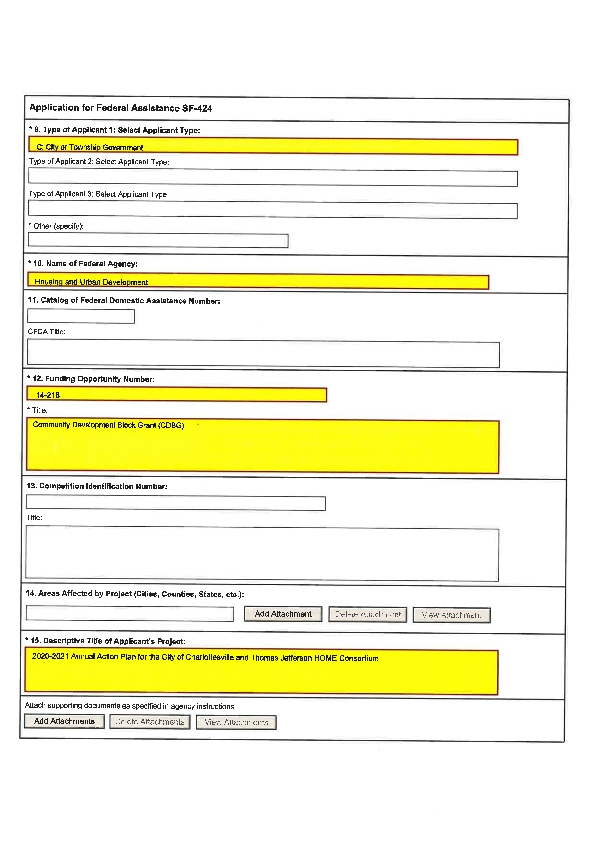 Application for Federal Assistance SF-424
* 9. Type of Applicant 1: Select Applicant Type:
C: City or Township Government
Type of Applicant 2: Select Applicant Type:
Type of Applicant 3: Select Applicant Type:
* Other (specify):
* 10. Name of Federal Agency:
Housing and Urban Development
11. Catalog of Federal Domestic Assistance Number:
CFDA Title:
* 12. Funding Opportunity Number:
14-218
* Title:
Community Development Block Grant (CDBG)
13. Competition Identification Number:
Title:
14. Areas Affected by Project (Cities, Counties, States, etc.):
Add Attachment Delete Attachment View Attachment
* 15. Descriptive Title of Applicant's Project:
2020-2021 Annual Action Plan for the City of Charlottesville and Thomas Jefferson HOME Consortium
Attach supporting documents as specified in agency instructions.
Add Attachments Delete Attachments View Attachments